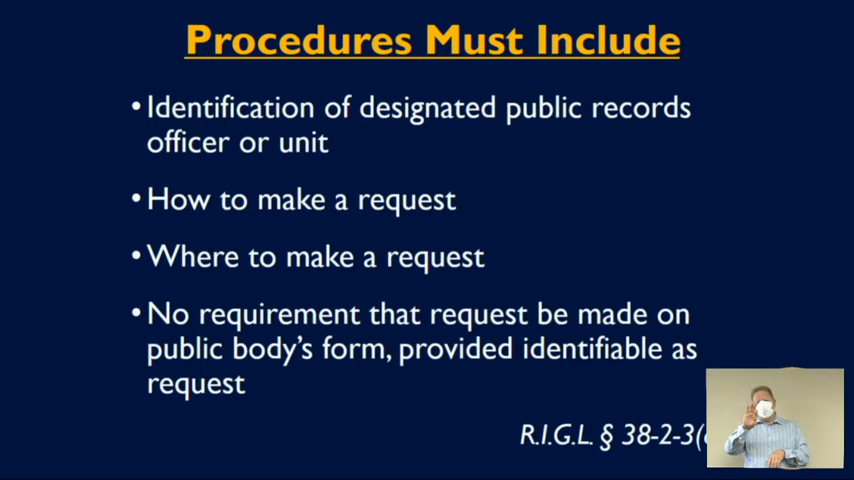 Procedures Must Include
• Identification of designated public records
officer or unit
• How to make a request
• Where to make a request
• No requirement that request be made on
public body's form, provided identifiable as
request
R.I.G.L. § 38-2-3(